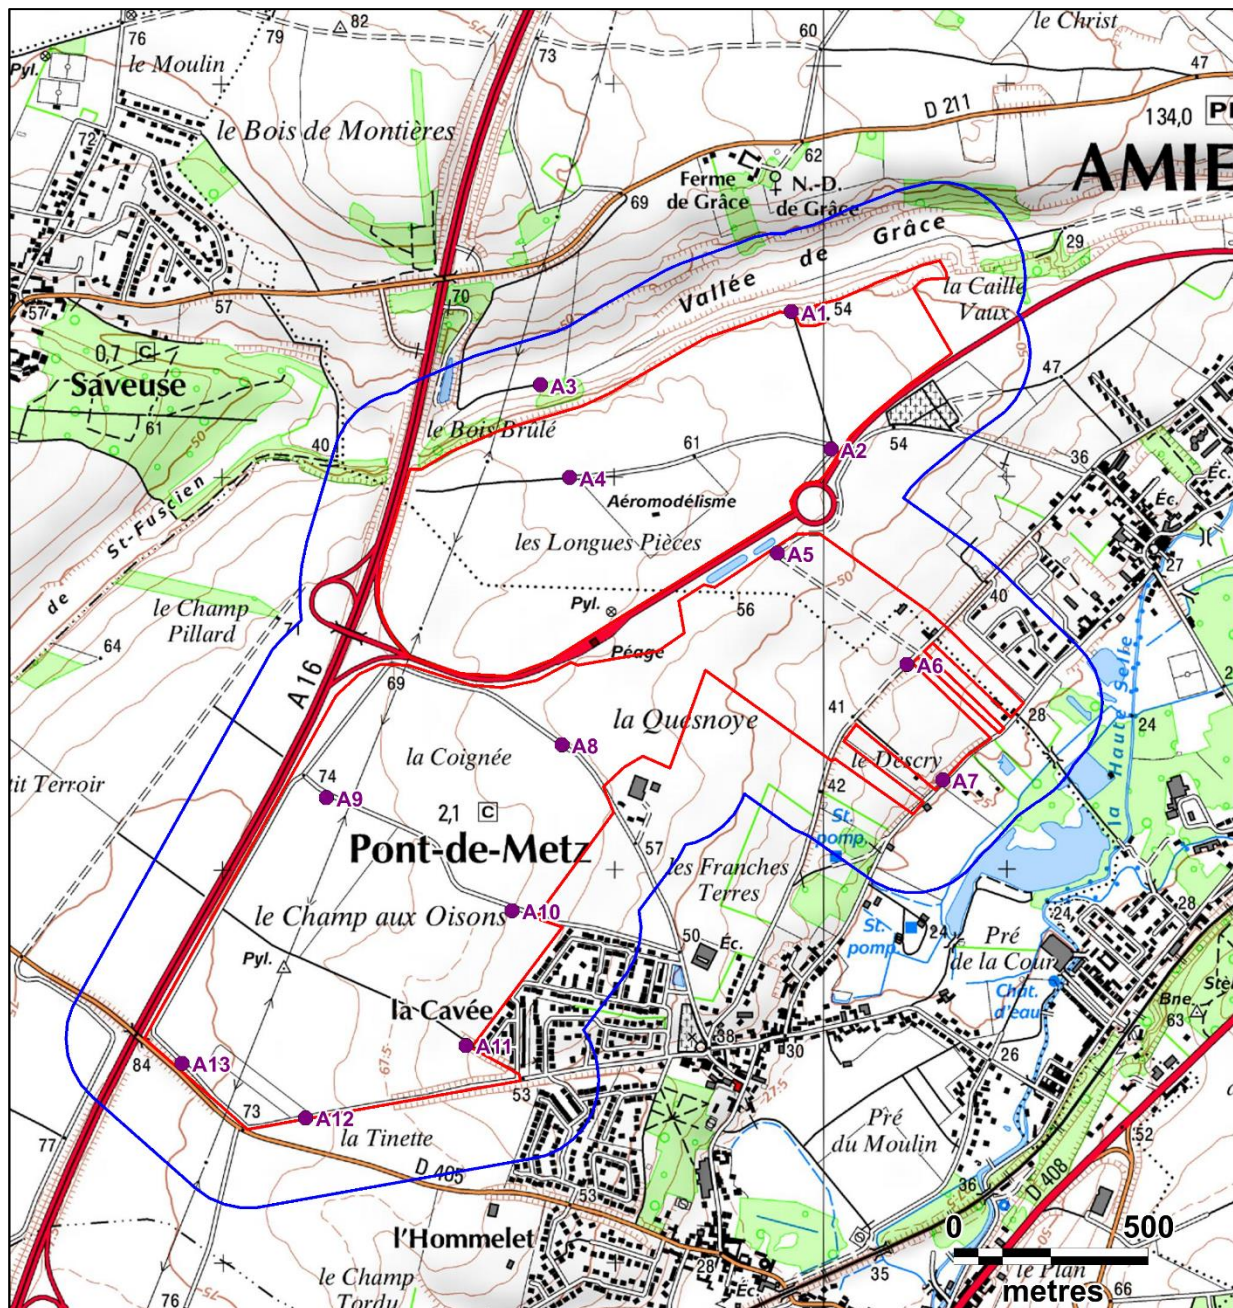 le Christ
82
76
79
73
60
47
Pyl.
le Moulin
D 211
134,0
le Bois de Montières
72
62
AMIE
Ferme
de Grâce
N.-D.
de Grâce
69
Vallée de Grâce
29
57
57
70
la Caille
Vaux
A1
54
0,7 C
Saveuse
A3
47
61
le Bois Brûlé
40
61
A2
54
36
A4
Éc.
Éc.
Aéromodélisme
de St-Fuscien
les Longues Pièces
A5
27
le Champ
Pillard
71
Pyl.
56
40
64
Péage
A6
A 16
69
la Quesnoye
41
28
24
la Haute Selle
A8
la Coignée
le Descry
A7
tit Terroir
74
A9
42
25
2,1 C
St.
pomp.
Pont-de-Metz
57
les Franches
Terres
le Champ aux Oisons
A10
24
28
St.
pomp.
24
50
Éc.
Pré
de la Cour
Pyl.
Chat.
d'eau
Bne
63
la Cavée
A11
38
30
84
A13
26
53
73
A12
la Tinette
Pré
du Moulin
52
77
D 405
D 408
36
53
l'Hommelet
0 500
metres
28
35
le Champ
Tordu
76
Éc.
le Plan
66